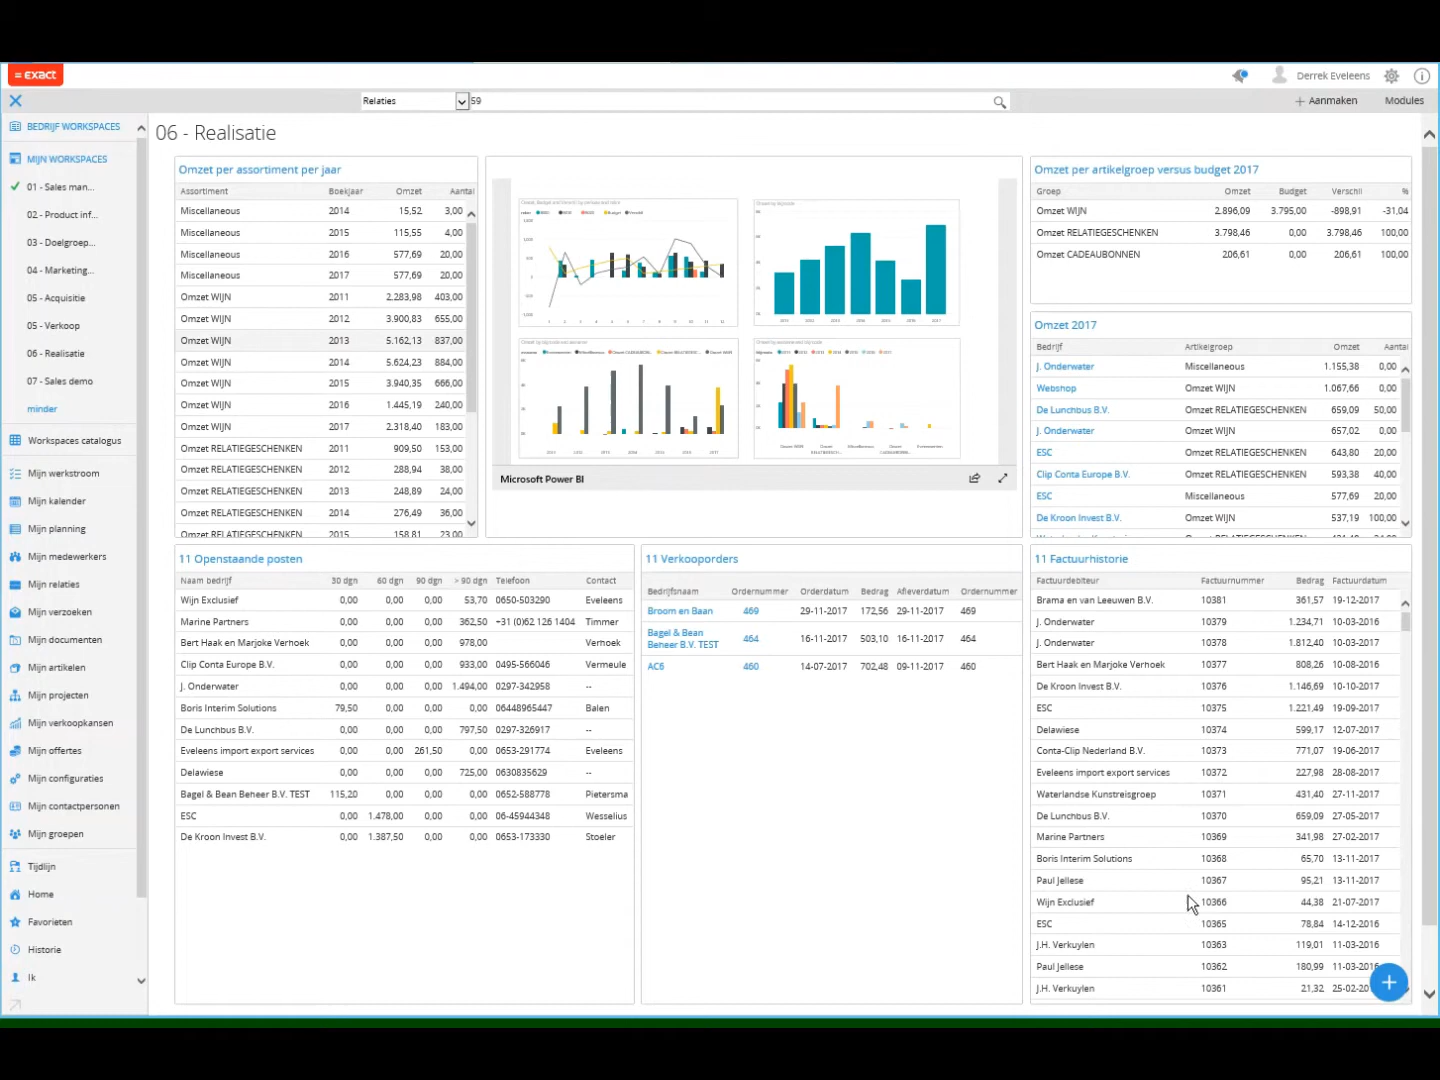 = exact
Derrek Eveleens
Relaties
59
Aanmaken
Modules
BEDRIJF WORKSPACES
MIJN WORKSPACES
01 - Sales man...
02 - Product inf...
03 - Doelgroep...
04 - Marketing...
05 - Acquisitie
05 - Verkoop
06 - Realisatie
07 - Sales demo
minder
Workspaces catalogus
Mijn werkstroom
Mijn kalender
Mijn planning
Mijn medewerkers
Mijn relaties
Mijn verzoeken
Mijn documenten
Mijn artikelen
Mijn projecten
Mijn verkoopkansen
Mijn offertes
Mijn configuraties
Mijn contactpersonen
Mijn groepen
Tijdlijn
Home
Favorieten
Historie
Ik
06 - Realisatie
Omzet per assortiment per jaar
Assortiment Boekjaar Omzet Aantal
Miscellaneous 2014 15,52 3,00
Miscellaneous 2015 115,55 4,00
Miscellaneous 2016 577,69 20,00
Miscellaneous 2017 577,69 20,00
Omzet WIJN 2011 2.283,98 403,00
Omzet WIJN 2012 3.900,83 655,00
Omzet WIJN 2013 5.162,13 837,00
Omzet WIJN 2014 5.624,23 884,00
Omzet WIJN 2015 3.940,35 666,00
Omzet WIJN 2016 1.445,19 240,00
Omzet WIJN 2017 2.318,40 183,00
Omzet RELATIEGESCHENKEN 2011 909,50 153,00
Omzet RELATIEGESCHENKEN 2012 288,94 38,00
Omzet RELATIEGESCHENKEN 2013 248,89 24,00
Omzet RELATIEGESCHENKEN 2014 276,49 36,00
Omzet RELATIEGESCHENKEN 2015 158,81 23,00
Microsoft Power BI
Omzet per artikelgroep versus budget 2017
Groep Omzet Budget Verschil %
Omzet WIJN 2.896,09 3.795,00 -898,91 -31,04
Omzet RELATIEGESCHENKEN 3.798,46 0,00 3.798,46 100,00
Omzet CADEAUBONNEN 206,61 0,00 206,61 100,00
Omzet 2017
Bedrijf Artikelgroep Omzet Aantal
J. Onderwater Miscellaneous 1.155,38 0,00
Webshop Omzet WIJN 1.067,66 0,00
De Lunchbus B.V. Omzet RELATIEGESCHENKEN 659,09 50,00
J. Onderwater Omzet WIJN 657,02 0,00
ESC Omzet RELATIEGESCHENKEN 643,80 20,00
Clip Conta Europe B.V. Omzet RELATIEGESCHENKEN 593,38 40,00
ESC Miscellaneous 577,69 20,00
De Kroon Invest B.V. Omzet WIJN 537,19 100,00
11 Openstaande posten
Naam bedrijf 30 dgn 60 dgn 90 dgn > 90 dgn Telefoon Contact
Wijn Exclusief 0,00 0,00 0,00 53,70 0650-503290 Eveleens
Marine Partners 0,00 0,00 0,00 362,50 +31 (0)62 126 1404 Timmer
Bert Haak en Marjoke Verhoek 0,00 0,00 0,00 978,00 Verhoek
Clip Conta Europe B.V. 0,00 0,00 0,00 933,00 0495-566046 Vermeule
J. Onderwater 0,00 0,00 0,00 1.494,00 0297-342958 --
Boris Interim Solutions 79,50 0,00 0,00 0,00 06448965447 Balen
De Lunchbus B.V. 0,00 0,00 0,00 797,50 0297-326917 --
Eveleens import export services 0,00 0,00 261,50 0,00 0653-291774 Eveleens
Delawiese 0,00 0,00 0,00 725,00 0630835629 --
Bagel & Bean Beheer B.V. TEST 115,20 0,00 0,00 0,00 0652-588778 Pietersma
ESC 0,00 1.478,00 0,00 0,00 06-45944348 Wesselius
De Kroon Invest B.V. 0,00 1.387,50 0,00 0,00 0653-173330 Stoeler
11 Verkooporders
Bedrijfsnaam Ordernummer Orderdatum Bedrag Afleverdatum Ordernummer
Broom en Baan 469 29-11-2017 172,56 29-11-2017 469
Bagel & Bean Beheer B.V. TEST 464 16-11-2017 503,10 16-11-2017 464
AC6 460 14-07-2017 702,48 09-11-2017 460
11 Factuurhistorie
Factuurdebiteur Factuurnummer Bedrag Factuurdatum
Brama en van Leeuwen B.V. 10381 361,57 19-12-2017
J. Onderwater 10379 1.234,71 10-03-2016
J. Onderwater 10378 1.812,40 10-03-2016
Bert Haak en Marjoke Verhoek 10377 808,26 10-08-2016
De Kroon Invest B.V. 10376 1.146,69 10-10-2017
ESC 10375 1.221,49 19-09-2017
Delawiese 10374 599,17 12-07-2017
Conta-Clip Nederland B.V. 10373 771,07 19-06-2017
Eveleens import export services 10372 227,98 28-08-2017
Waterlandse Kunstreisgroep 10371 431,40 27-11-2017
De Lunchbus B.V. 10370 659,09 27-05-2017
Marine Partners 10369 341,98 27-02-2017
Boris Interim Solutions 10368 65,70 13-11-2017
Paul Jellese 10367 95,21 13-11-2017
Wijn Exclusief 10366 44,38 21-07-2017
ESC 10365 78,84 14-12-2016
J.H. Verkuylen 10363 119,01 11-03-2016
Paul Jellese 10362 180,99 11-03-2016
J.H. Verkuylen 10361 21,32 25-02-20